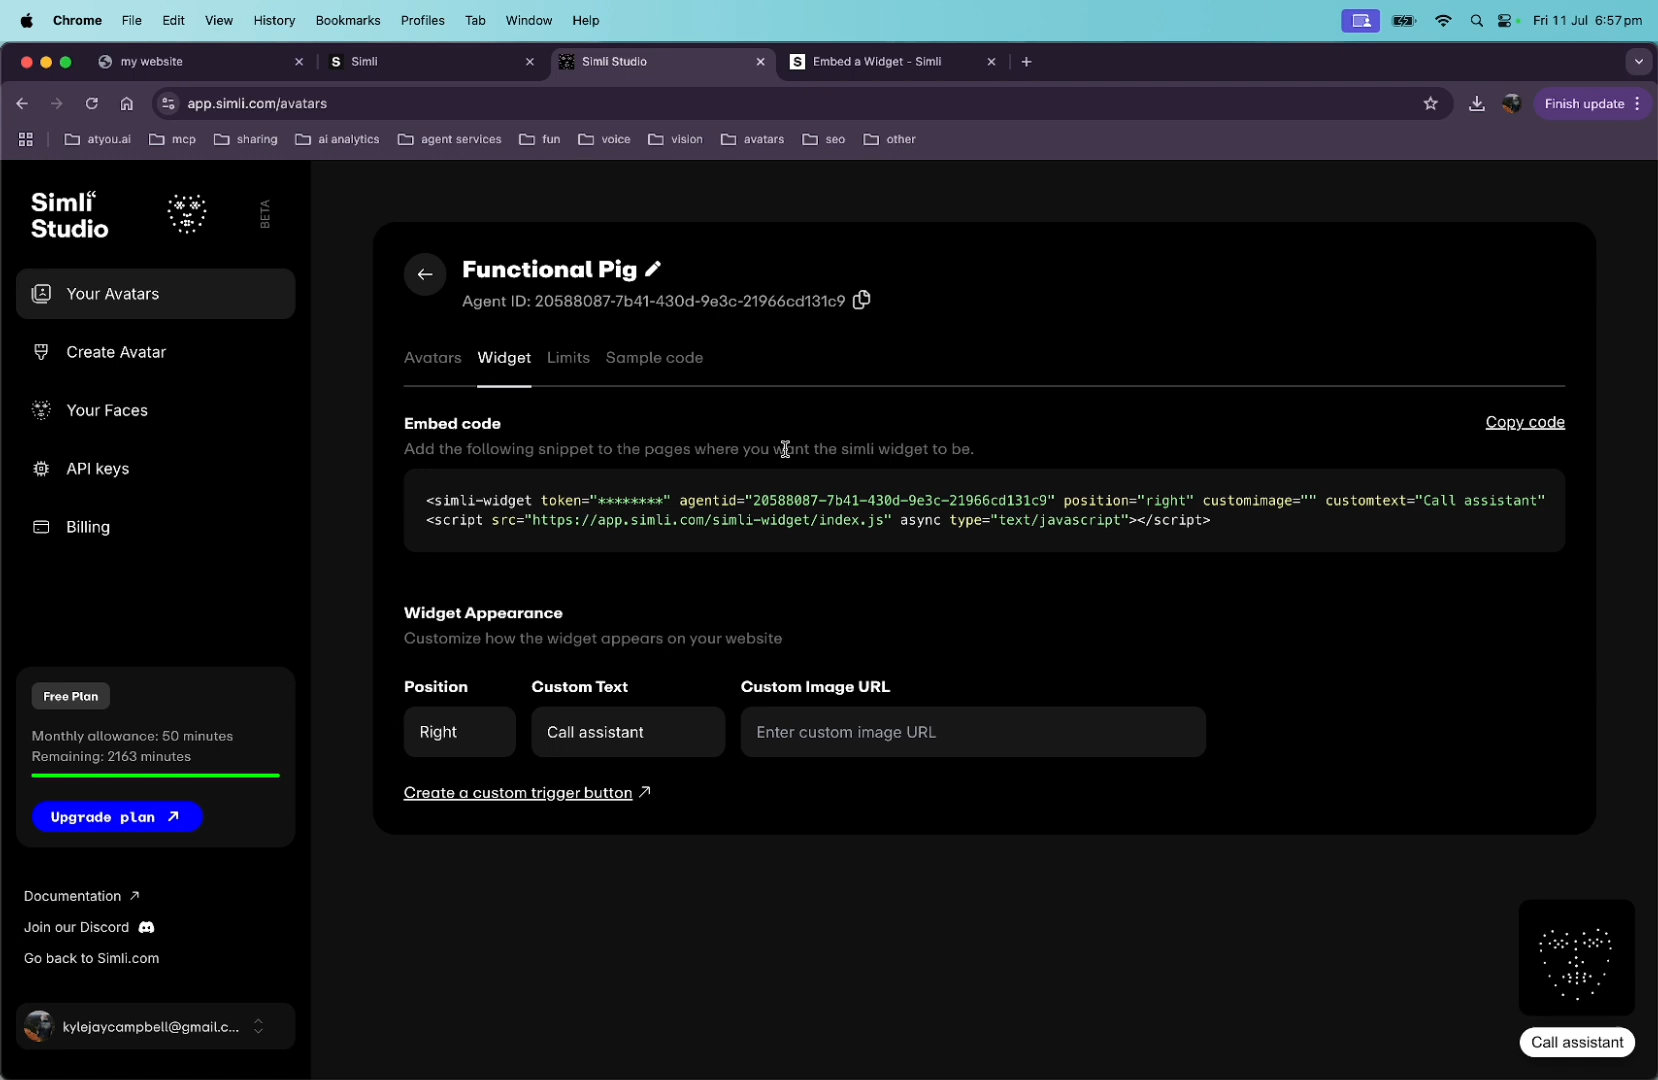 Chrome File Edit View History Bookmarks Profiles Tab Window Help Fri 11 Jul 6:57 pm
my website S Simli Simli Studio S Embed a Widget - Simli
app.simli.com/avatars Finish update
atyou.ai mcp sharing ai analytics agent services fun voice vision avatars seo other
Simli
Studio
BETA
Your Avatars
Create Avatar
Your Faces
API keys
Billing
Free Plan
Monthly allowance: 50 minutes
Remaining: 2163 minutes
Upgrade plan
Documentation
Join our Discord
Go back to Simli.com
kylejaycampbell@gmail.c...
Functional Pig
Agent ID: 20588087-7b41-430d-9e3c-21966cd131c9
Avatars Widget Limits Sample code
Embed code Copy code
Add the following snippet to the pages where you want the simli widget to be.
<simli-widget token="********" agentid="20588087-7b41-430d-9e3c-21966cd131c9" position="right" customimage="" customtext="Call assistant"
<script src="https://app.simli.com/simli-widget/index.js" async type="text/javascript"></script>
Widget Appearance
Customize how the widget appears on your website
Position Custom Text Custom Image URL
Right Call assistant Enter custom image URL
Create a custom trigger button
Call assistant